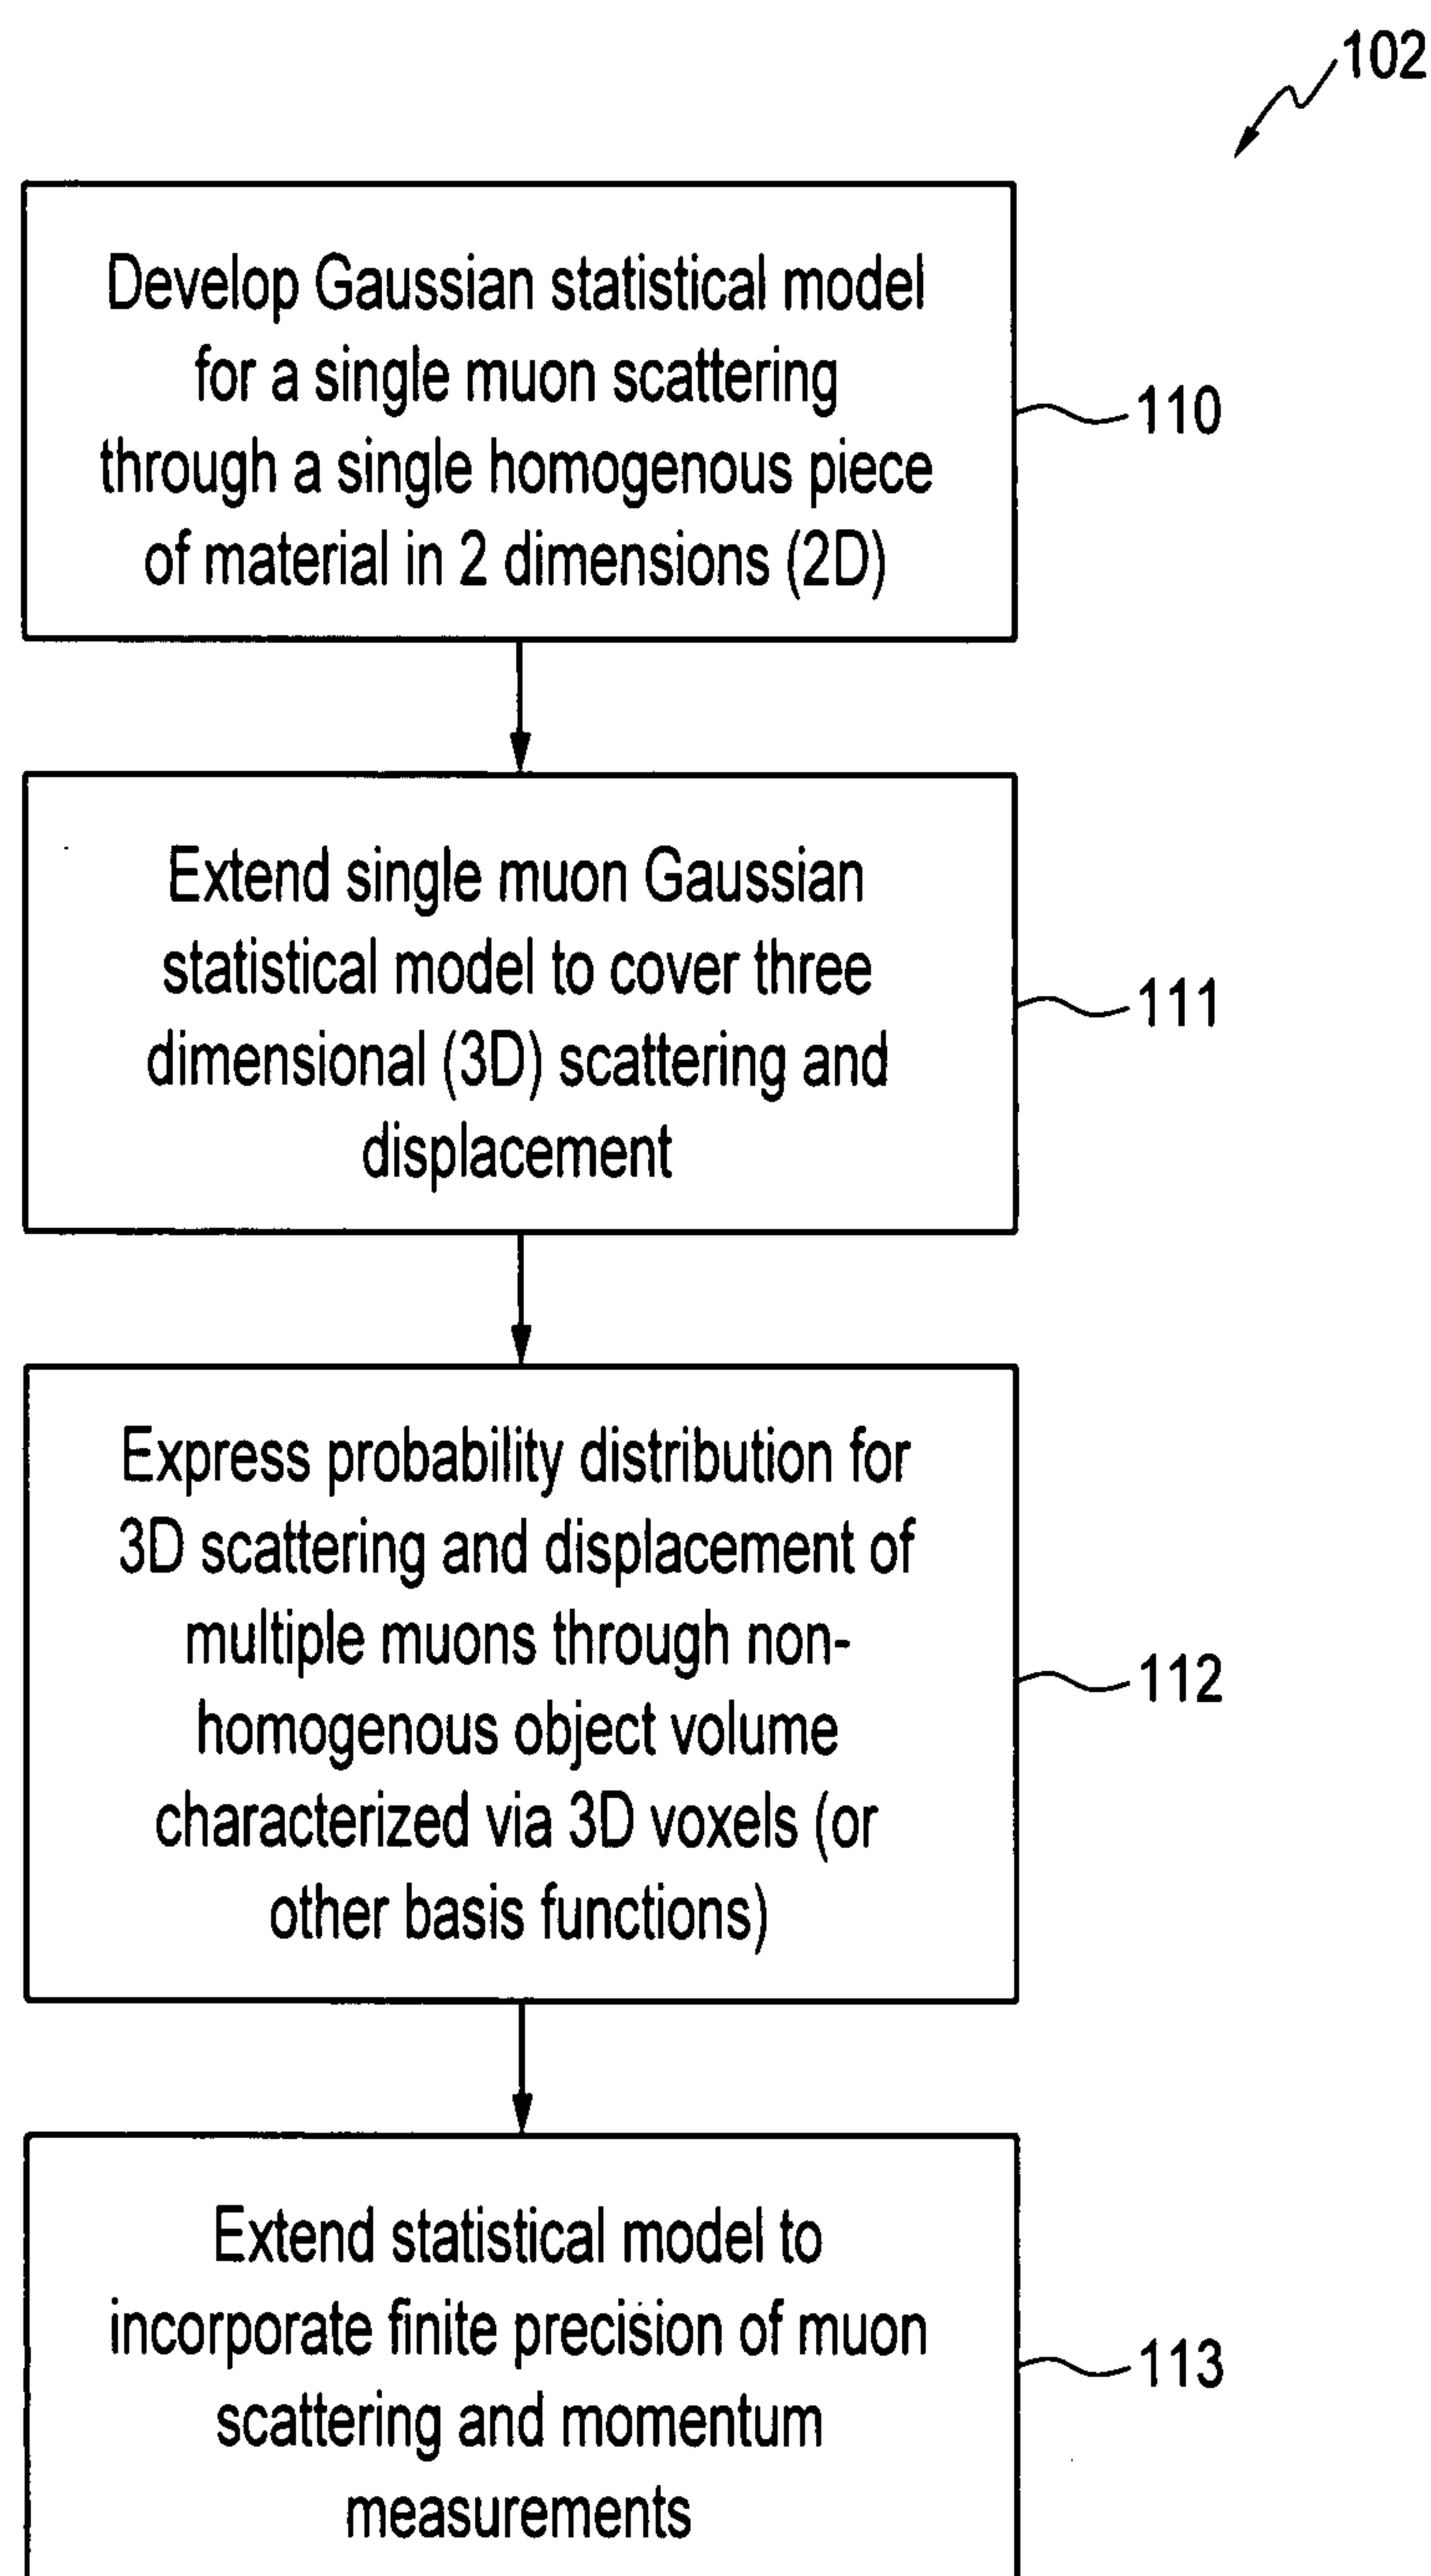 102
Develop Gaussian statistical model
for a single muon scattering
through a single homogenous piece
of material in 2 dimensions (2D)
110
Extend single muon Gaussian
statistical model to cover three
dimensional (3D) scattering and
displacement
111
Express probability distribution for
3D scattering and displacement of
multiple muons through non-
homogenous object volume
characterized via 3D voxels (or
other basis functions)
112
Extend statistical model to
incorporate finite precision of muon
scattering and momentum
measurements
113